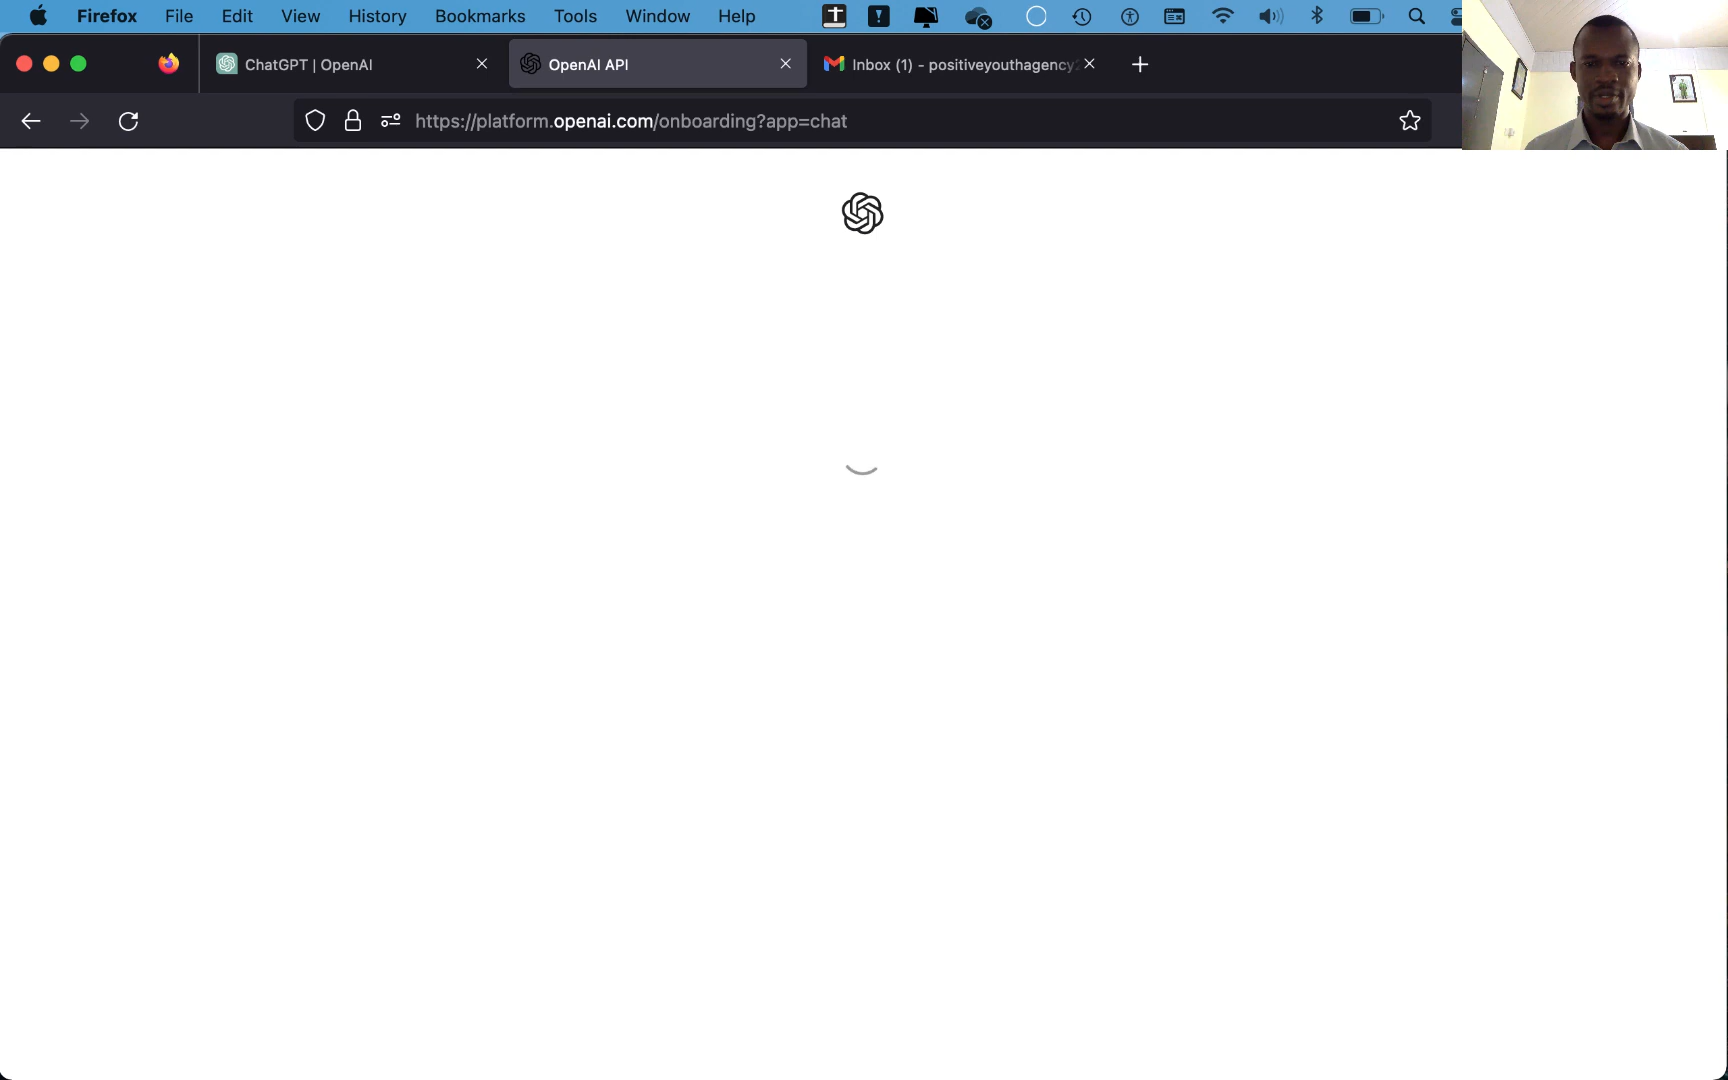 Firefox File Edit View History Bookmarks Tools Window Help
ChatGPT | OpenAI
OpenAI API
Inbox (1) - positiveyouthagency
https://platform.openai.com/onboarding?app=chat